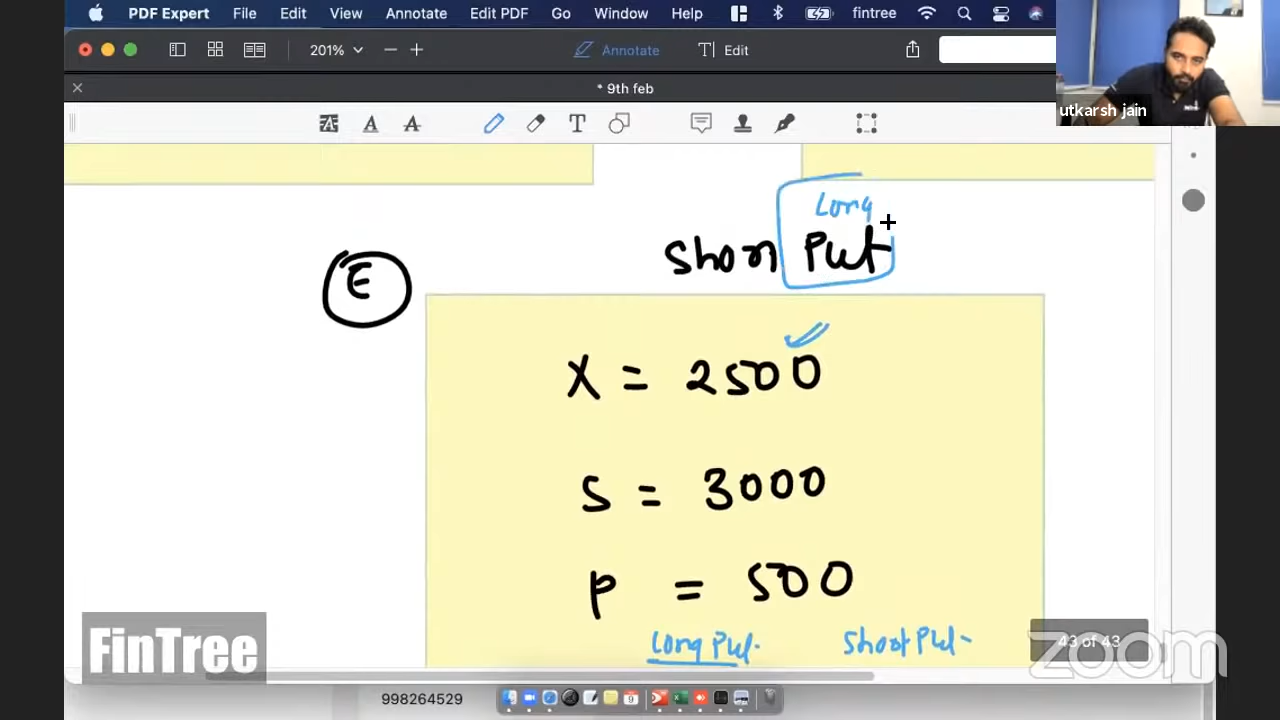 PDF Expert File Edit View Annotate Edit PDF Go Window Help fintree
201% Annotate T| Edit
* 9th feb
utkarsh jain
Long
Short Put
E
X = 2500
S = 3000
P = 500
Long Put Short Put
43 of 43
FinTree
zoom
998264529